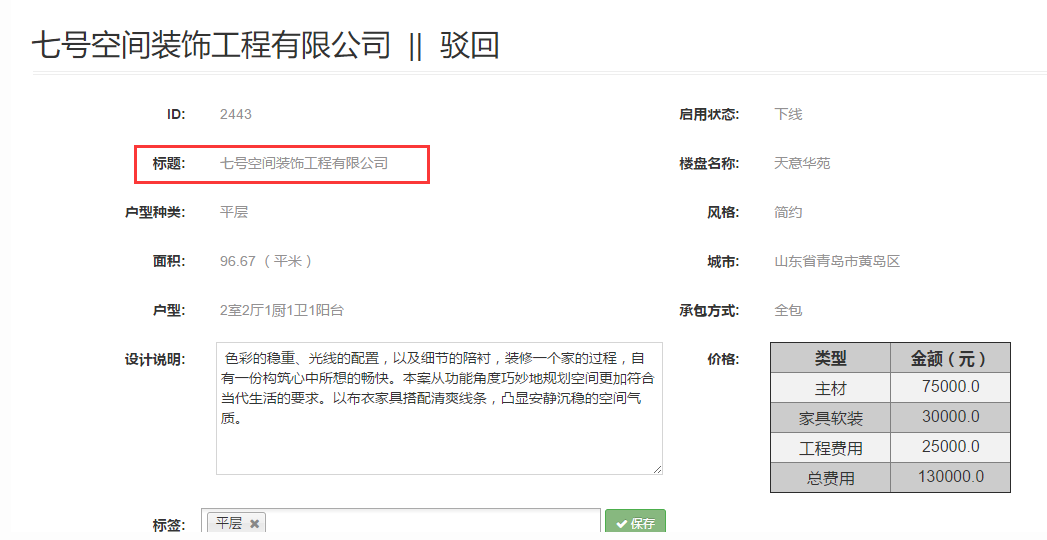 七号空间装饰工程有限公司 || 驳回
ID: 2443
启用状态: 下线
标题: 七号空间装饰工程有限公司
楼盘名称: 天意华苑
户型种类: 平层
风格: 简约
面积: 96.67 （平米）
城市: 山东省青岛市黄岛区
户型: 2室2厅1厨1卫1阳台
承包方式: 全包
设计说明:
色彩的稳重、光线的配置，以及细节的陪衬，装修一个家的过程，自
有一份构筑心中所想的畅快。本案从功能角度巧妙地规划空间更加符合
当代生活的要求。以布衣家具搭配清爽线条，凸显安静沉稳的空间气
质。
价格:
类型 金额（元）
主材 75000.0
家具软装 30000.0
工程费用 25000.0
总费用 130000.0
标签: 平层 ✖ ✔保存